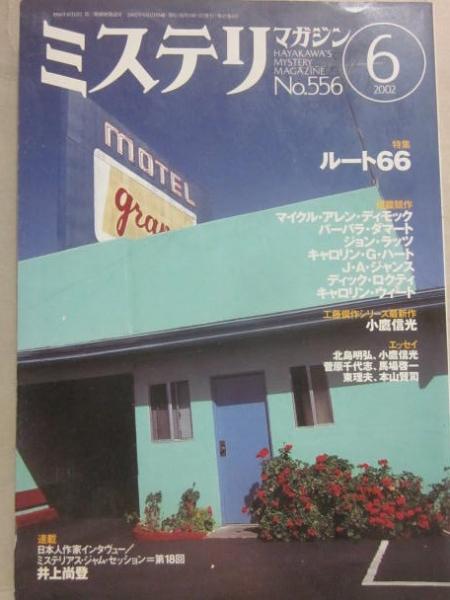 ミステリ
マガジン
HAYAKAWA'S
MYSTERY
MAGAZINE
No.556
6
2002
MOTEL
gran
特集
ルート66
マイクル・アレン・ディモック
バーバラ・ダマート
ジョン・ラッツ
キャロリン・G・ハート
J・A・ジャンス
ディック・ロクティ
キャロリン・ウィート
工藤俊作シリーズ最新作
小鷹信光
エッセイ
北島明弘、小鷹信光
菅原千代志、馬場啓一
東理夫、本山賢司
連載
日本人作家インタヴュー/
ミステリアス・ジャム・セッション=第18回
井上尚登